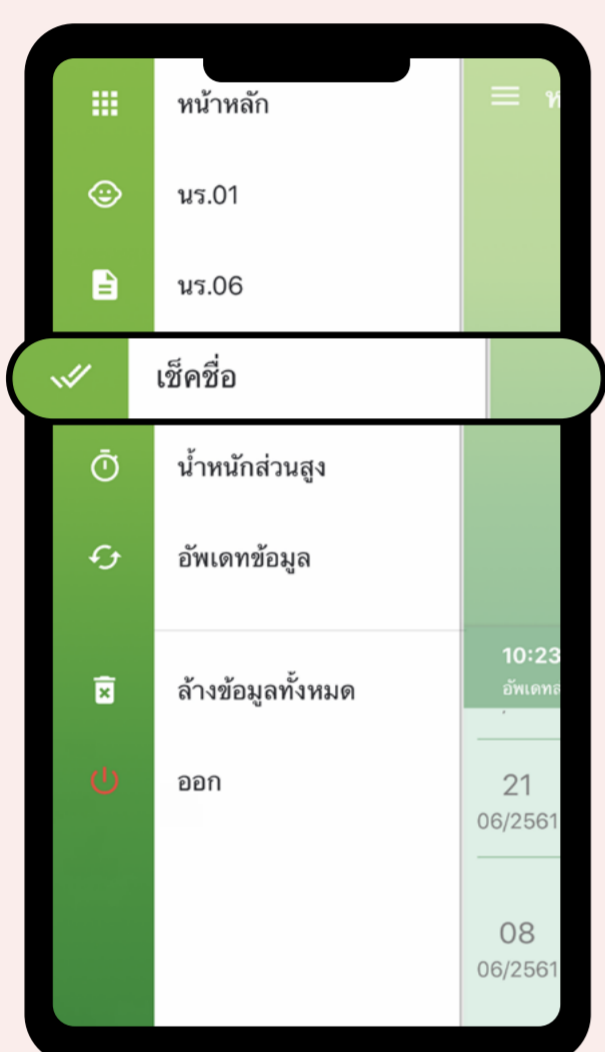 หน้าหลัก
นร.01
นร.06
เช็คชื่อ
น้ำหนักส่วนสูง
อัพเดทข้อมูล
ล้างข้อมูลทั้งหมด
ออก
10:23
21
06/2561
08
06/2561